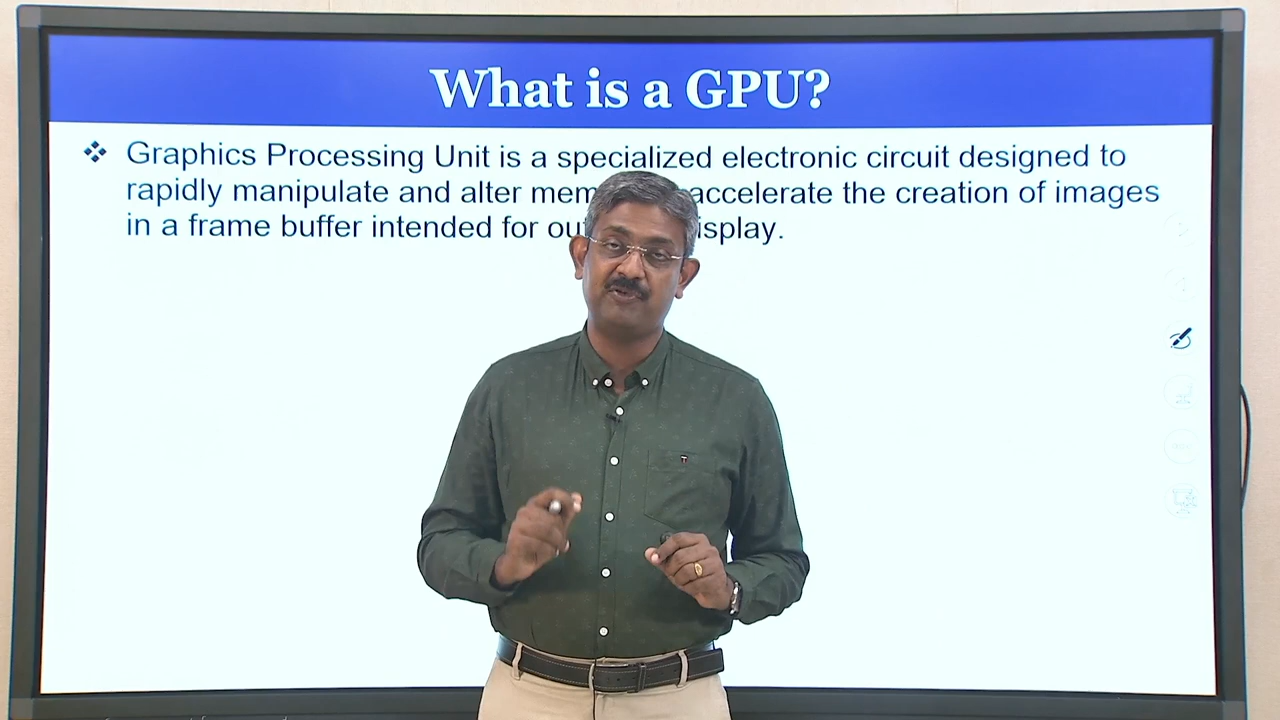 What is a GPU?
❖ Graphics Processing Unit is a specialized electronic circuit designed to
rapidly manipulate and alter mem accelerate the creation of images
in a frame buffer intended for ou isplay.